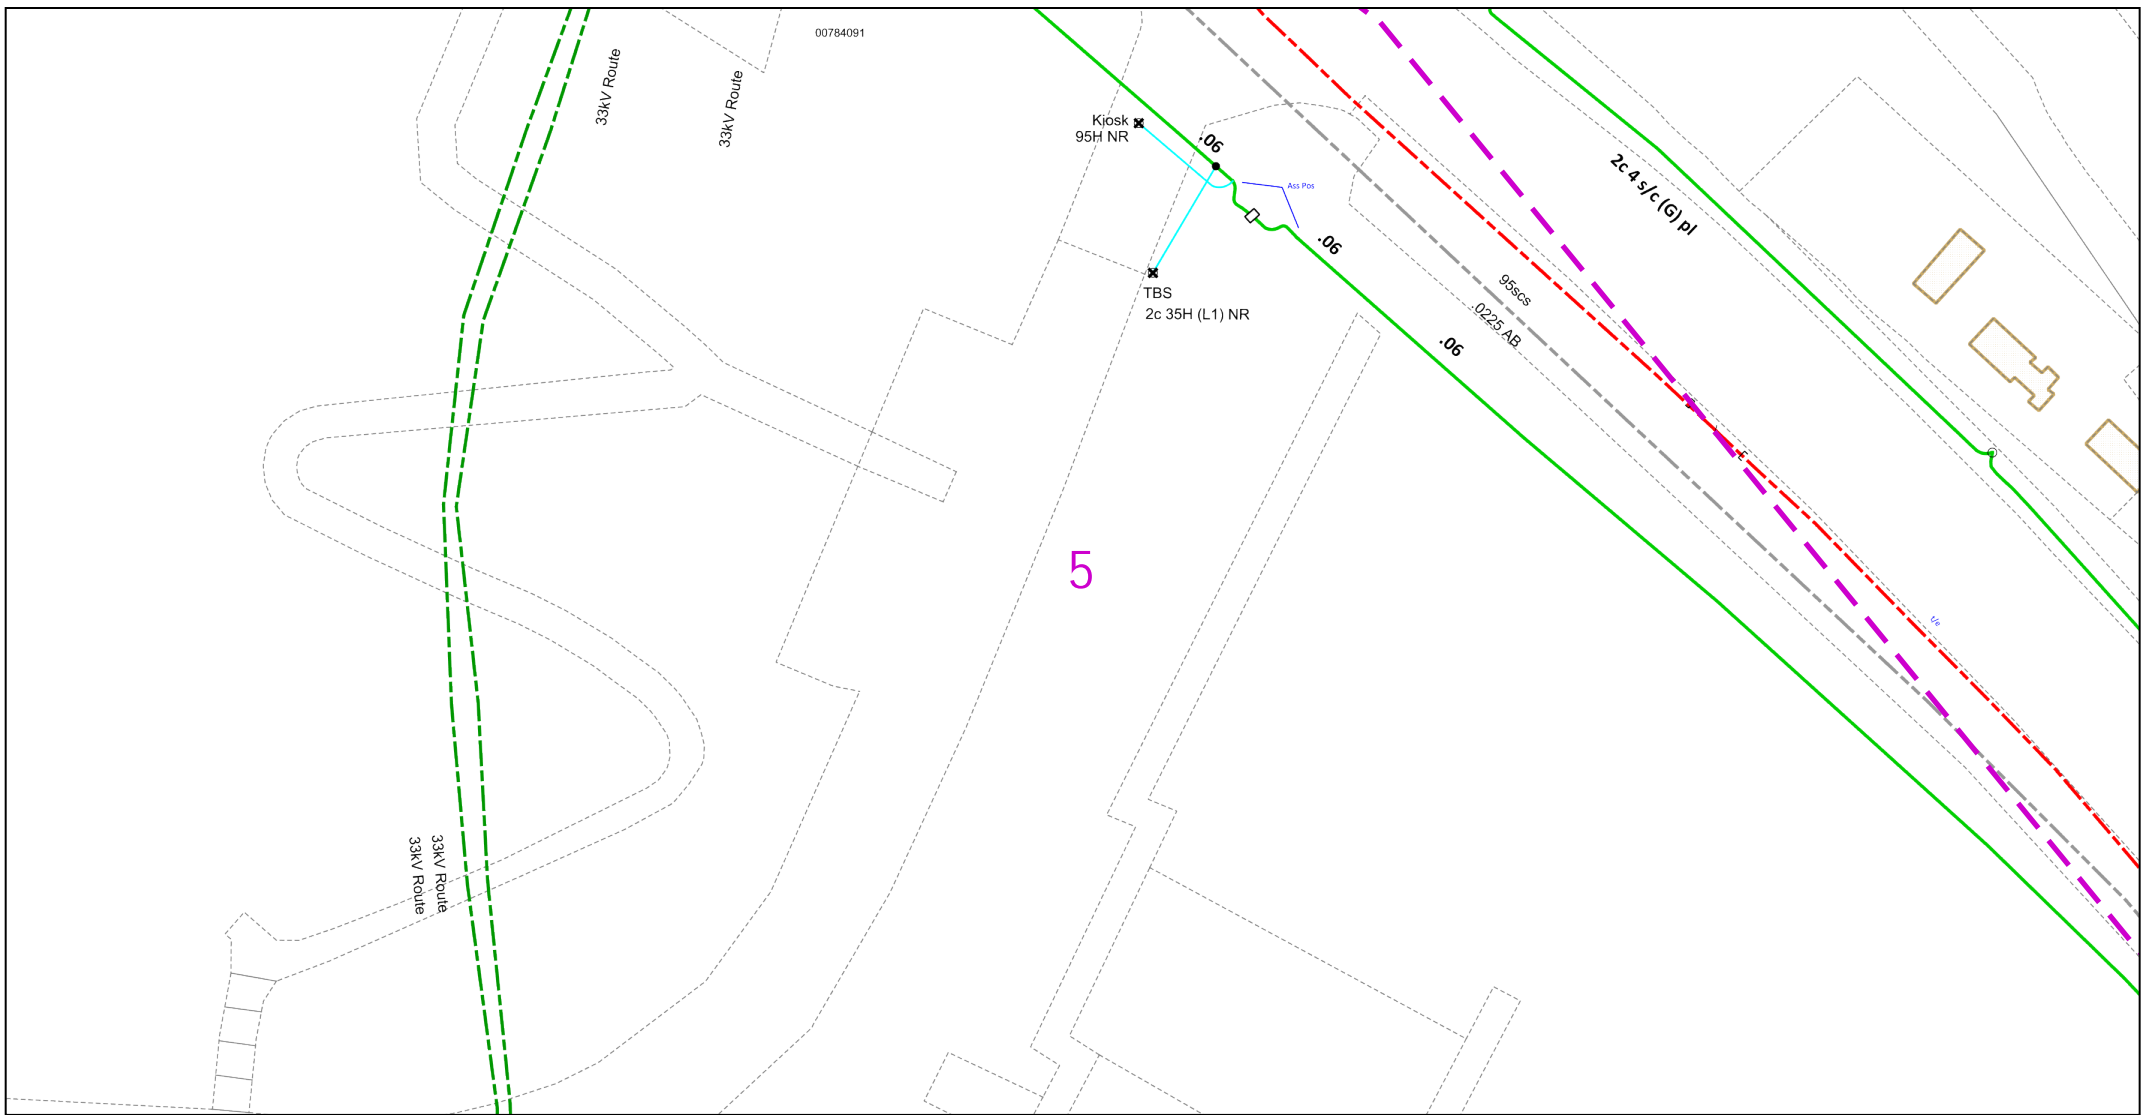 00784091
33kV Route
33kV Route
Kiosk
95H NR
.06
Ass Pos
2c 4 s/c (G) pl
.06
TBS
2c 35H (L1) NR
95scs
.0225 AB
.06
E
5
t/e
33kV Route
33kV Route